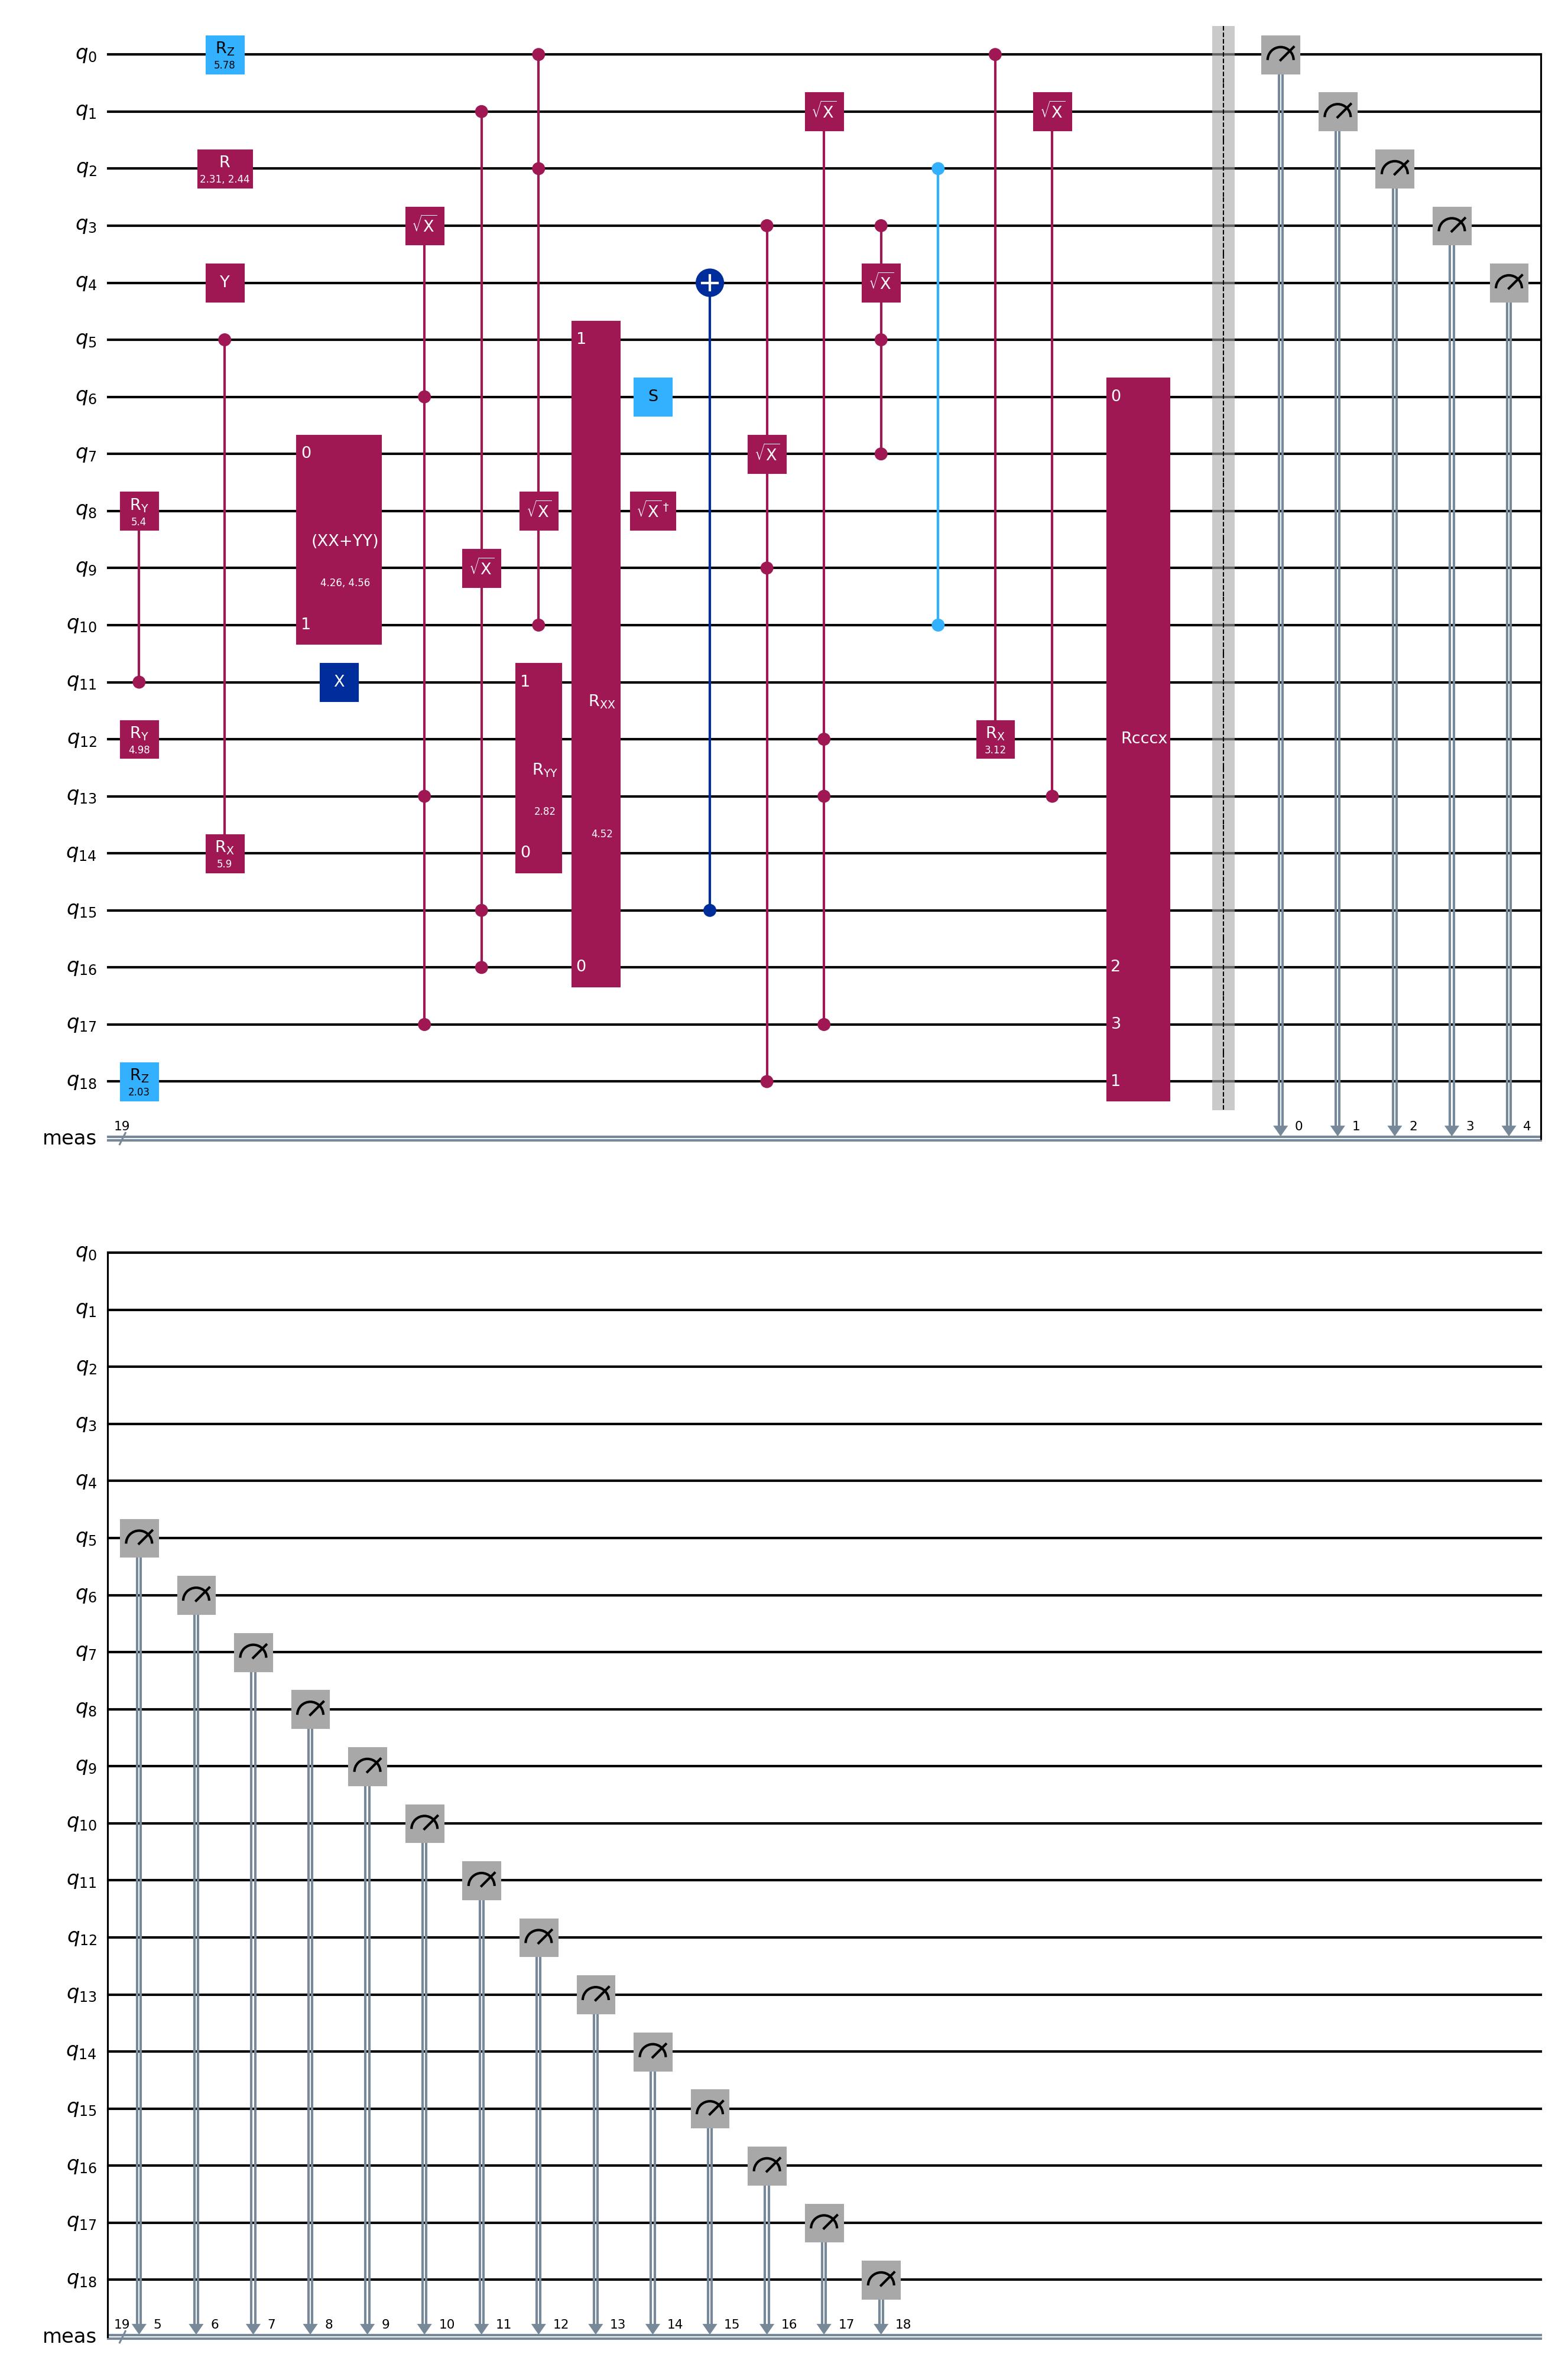 q0 RZ 5.78
q1 √X √X
q2 R 2.31, 2.44
q3 √X
q4 Y √X
q5 1
q6 S 0
q7 0 √X
q8 RY 5.4 √X √X†
(XX+YY)
q9 √X
4.26, 4.56
q10 1
q11 X 1
RXX
q12 RY 4.98 RX 3.12 Rcccx
RYY
q13 2.82
4.52
q14 RX 5.9 0
q15
q16 0 2
q17 3
q18 RZ 2.03 1
meas 19 0 1 2 3 4
q0
q1
q2
q3
q4
q5
q6
q7
q8
q9
q10
q11
q12
q13
q14
q15
q16
q17
q18
meas 19 5 6 7 8 9 10 11 12 13 14 15 16 17 18